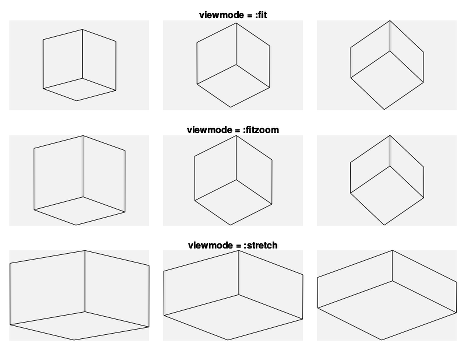 viewmode = :fit
viewmode = :fitzoom
viewmode = :stretch